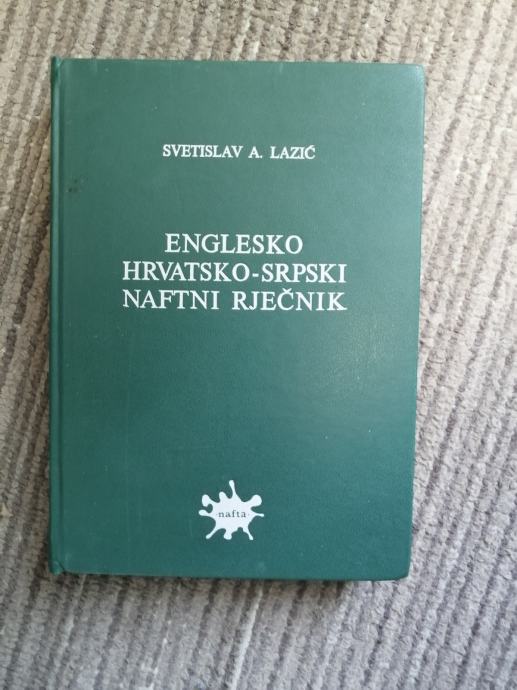 SVETISLAV A. LAZIĆ
ENGLESKO
HRVATSKO-SRPSKI
NAFTNI RJEČNIK
nafta